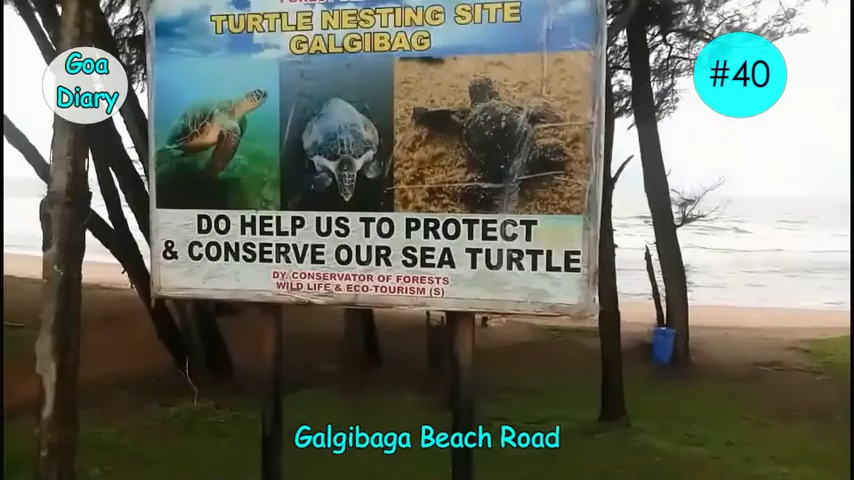 TURTLE NESTING SITE
GALGIBAG
Goa
Diary
#40
DO HELP US TO PROTECT
& CONSERVE OUR SEA TURTLE
DY. CONSERVATOR OF FORESTS
WILD LIFE & ECO-TOURISM (S)
Galgibaga Beach Road